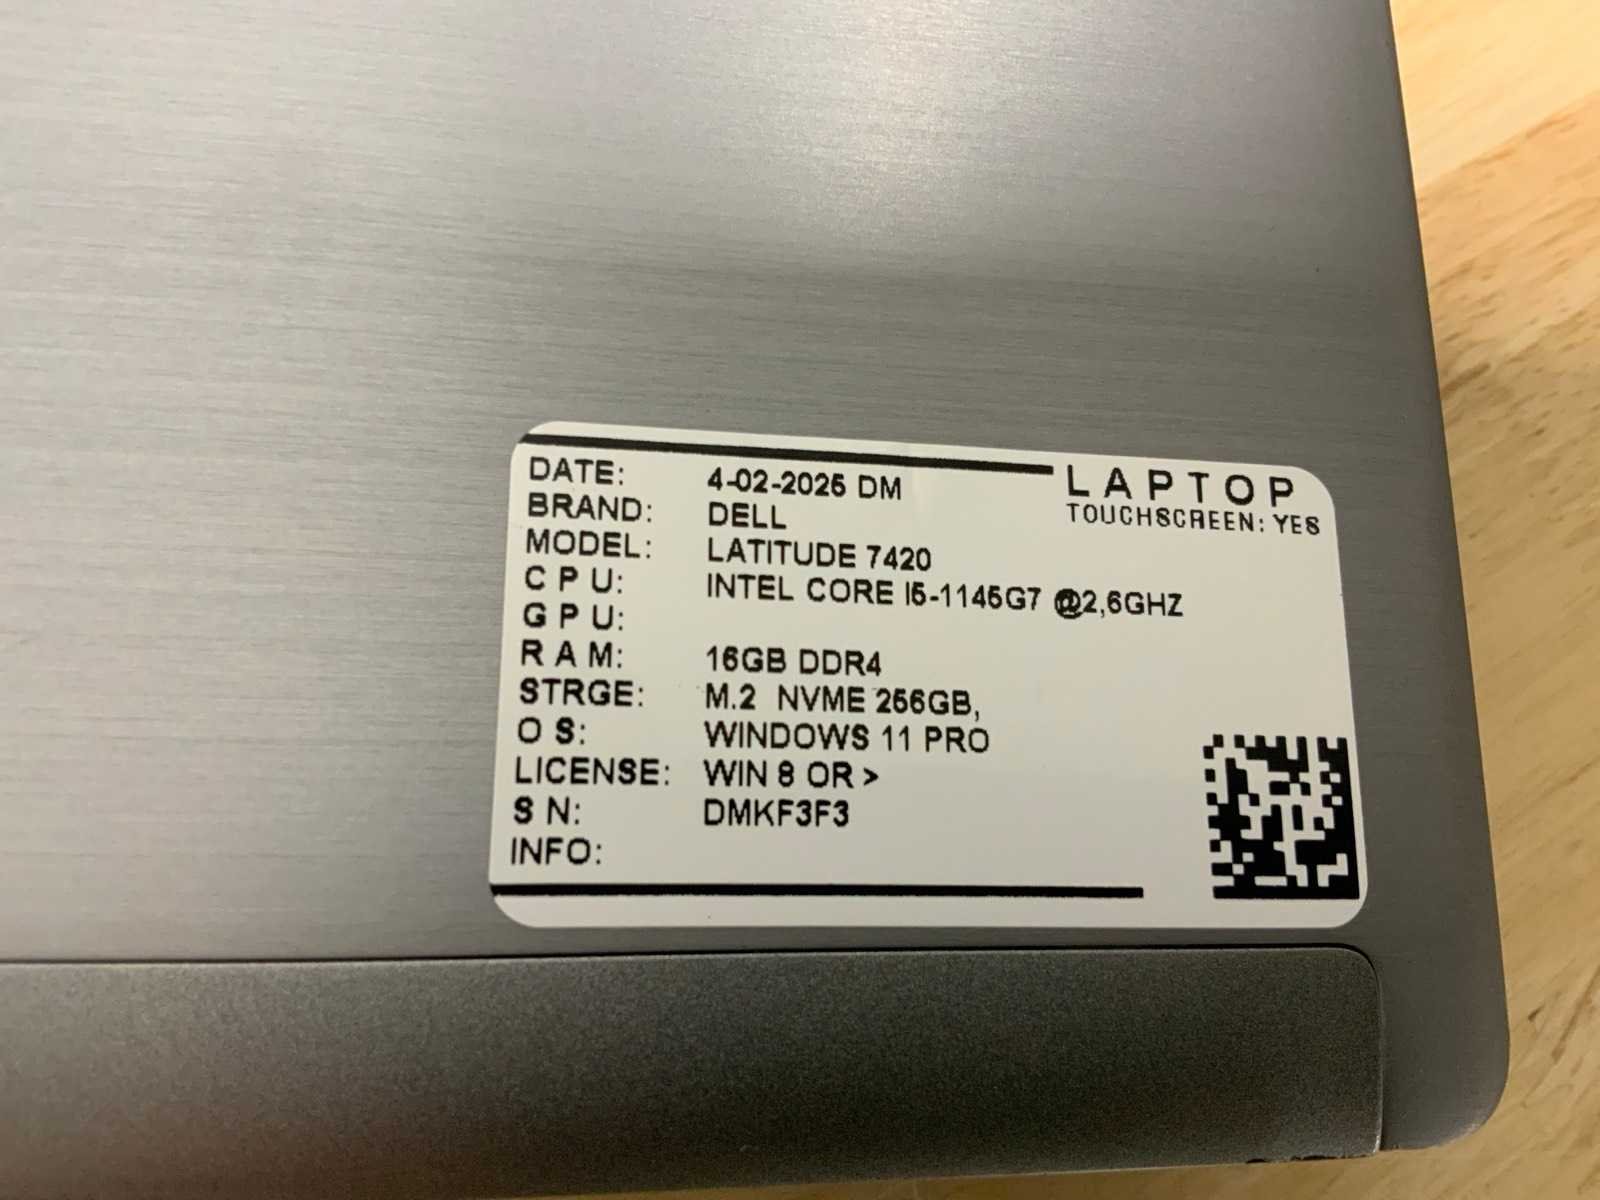 LAPTOP
TOUCHSCREEN: YES
DATE: 4-02-2025 DM
BRAND: DELL
MODEL: LATITUDE 7420
CPU: INTEL CORE I5-1145G7 @2,6GHZ
GPU:
RAM: 16GB DDR4
STRGE: M.2 NVME 256GB,
OS: WINDOWS 11 PRO
LICENSE: WIN 8 OR >
SN: DMKF3F3
INFO: